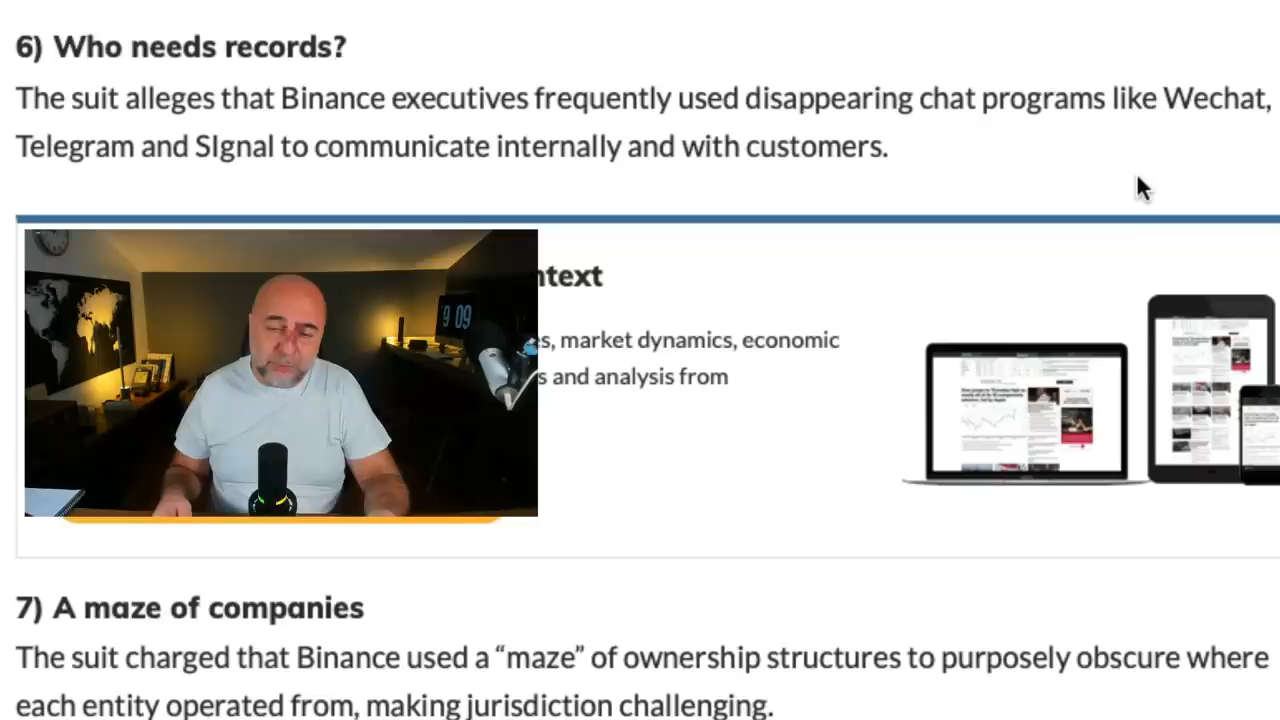 6) Who needs records?
The suit alleges that Binance executives frequently used disappearing chat programs like Wechat,
Telegram and SIgnal to communicate internally and with customers.
ntext
s, market dynamics, economic
s and analysis from
9 09
7) A maze of companies
The suit charged that Binance used a “maze” of ownership structures to purposely obscure where
each entity operated from, making jurisdiction challenging.